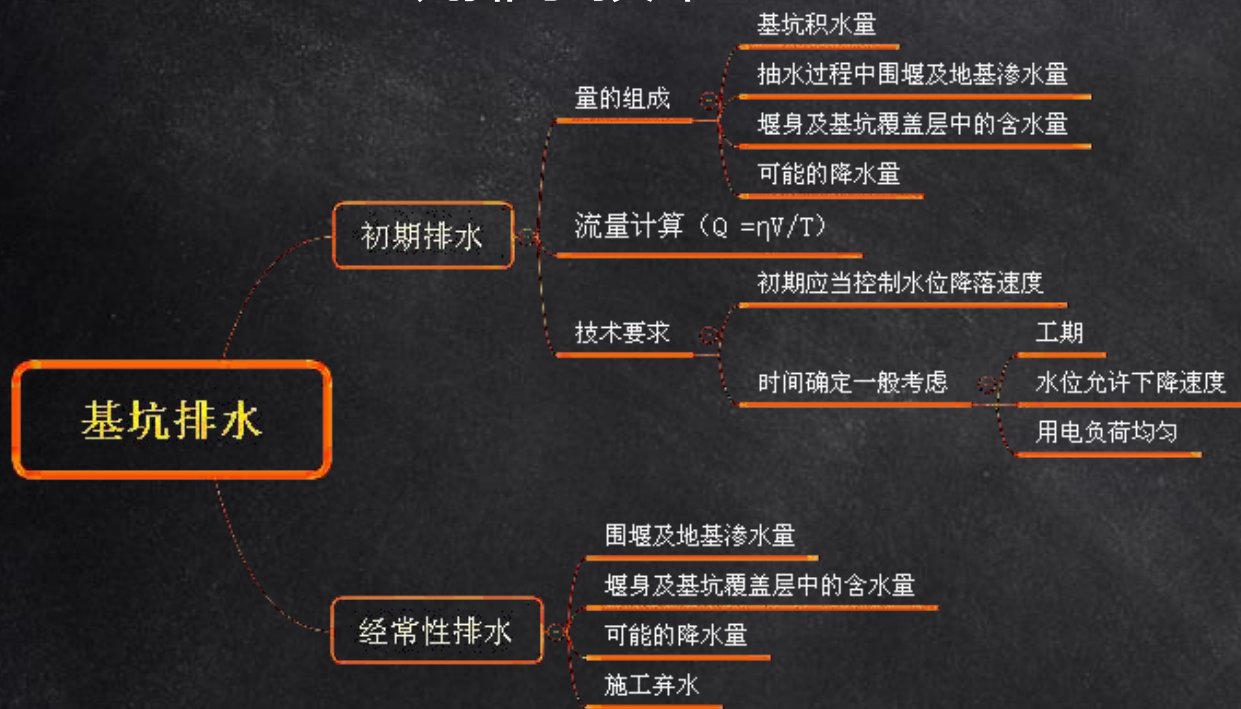 基坑积水量
抽水过程中围堰及地基渗水量
量的组成
堰身及基坑覆盖层中的含水量
可能的降水量
初期排水
流量计算（Q =ηV/T）
初期应当控制水位降落速度
技术要求
工期
时间确定一般考虑
水位允许下降速度
用电负荷均匀
基坑排水
围堰及地基渗水量
堰身及基坑覆盖层中的含水量
经常性排水
可能的降水量
施工弃水